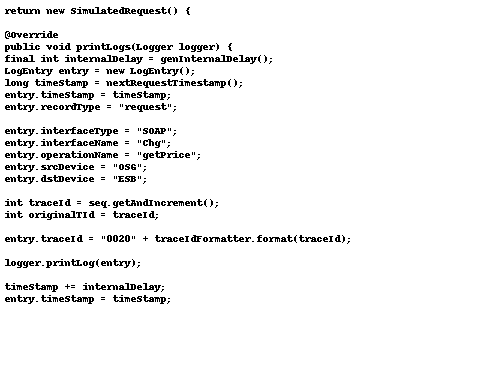 return new SimulatedRequest() {
@Override
public void printLogs(Logger logger) {
final int internalDelay = genInternalDelay();
LogEntry entry = new LogEntry();
long timeStamp = nextRequestTimestamp();
entry.timeStamp = timeStamp;
entry.recordType = "request";
entry.interfaceType = "SOAP";
entry.interfaceName = "Chg";
entry.operationName = "getPrice";
entry.srcDevice = "OSG";
entry.dstDevice = "ESB";
int traceId = seq.getAndIncrement();
int originalTId = traceId;
entry.traceId = "0020" + traceIdFormatter.format(traceId);
logger.printLog(entry);
timeStamp += internalDelay;
entry.timeStamp = timeStamp;